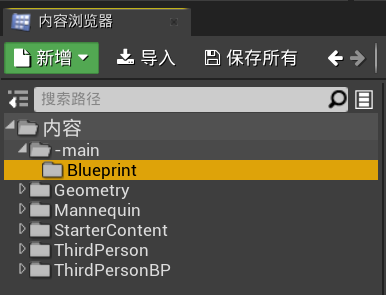 内容浏览器
新增 导入 保存所有
搜索路径
内容
-main
Blueprint
Geometry
Mannequin
StarterContent
ThirdPerson
ThirdPersonBP